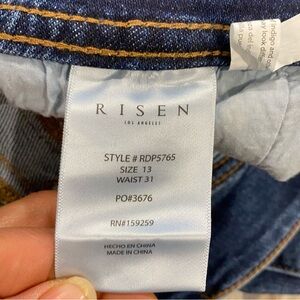 RISEN
LOS ANGELES
STYLE # RDP5765
SIZE 13
WAIST 31
PO#3676
RN#159259
HECHO EN CHINA
MADE IN CHINA